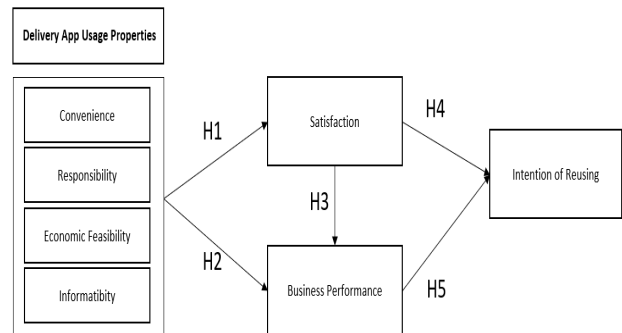 Delivery App Usage Properties
Convenience
Responsibility
Economic Feasibility
Informatibity
H1
H2
Satisfaction
H3
Business Performance
H4
H5
Intention of Reusing